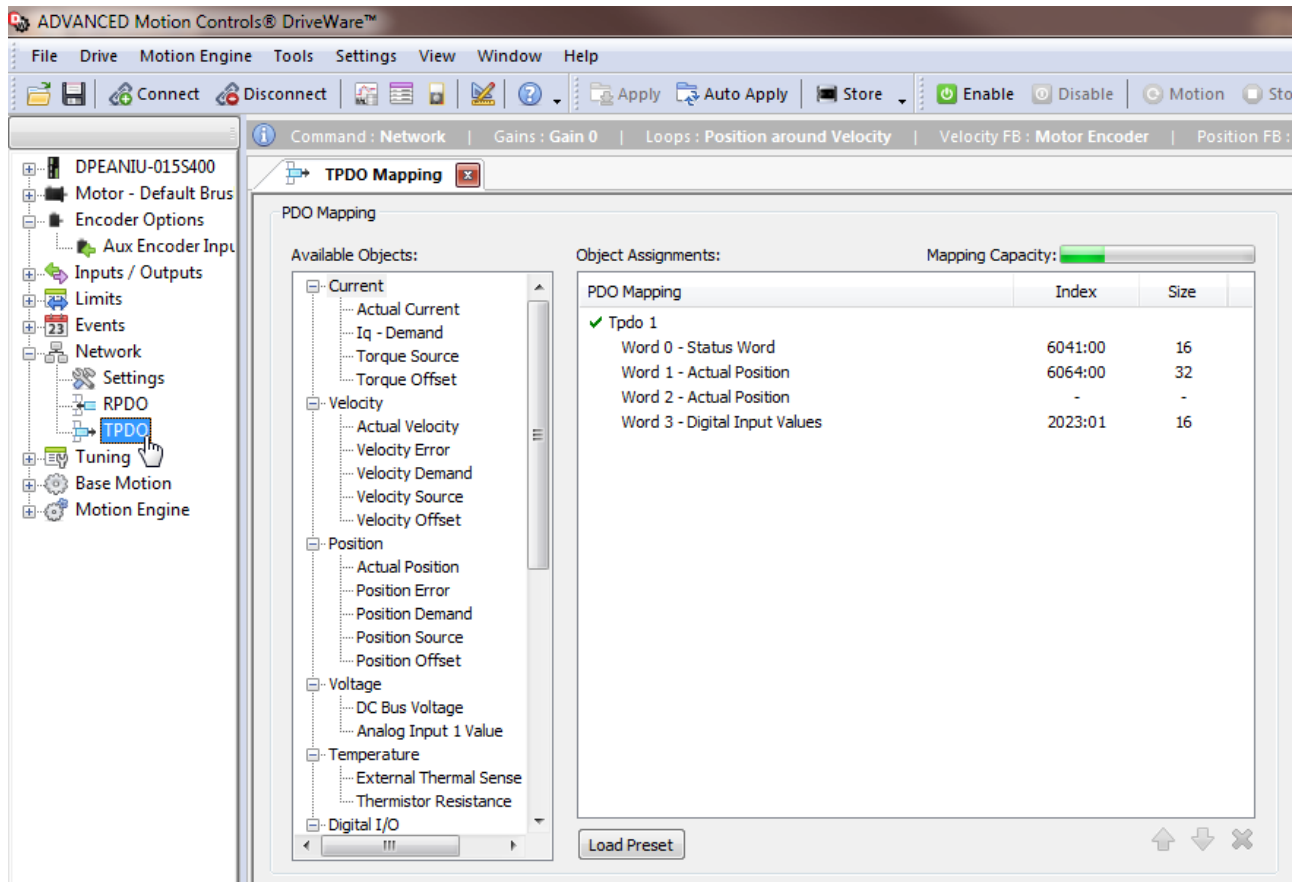 ADVANCED Motion Controls® DriveWare™
File Drive Motion Engine Tools Settings View Window Help
Connect Disconnect Apply Auto Apply Store Enable Disable Motion Sto
Command : Network | Gains : Gain 0 | Loops : Position around Velocity | Velocity FB : Motor Encoder | Position FB :
DPEANIU-015S400
Motor - Default Brus
Encoder Options
Aux Encoder Inpu
Inputs / Outputs
Limits
23 Events
Network
Settings
RPDO
TPDO
Tuning
Base Motion
Motion Engine
TPDO Mapping
PDO Mapping
Available Objects:
Current
Actual Current
Iq - Demand
Torque Source
Torque Offset
Velocity
Actual Velocity
Velocity Error
Velocity Demand
Velocity Source
Velocity Offset
Position
Actual Position
Position Error
Position Demand
Position Source
Position Offset
Voltage
DC Bus Voltage
Analog Input 1 Value
Temperature
External Thermal Sense
Thermistor Resistance
Digital I/O
Object Assignments: Mapping Capacity:
PDO Mapping Index Size
Tpdo 1
Word 0 - Status Word 6041:00 16
Word 1 - Actual Position 6064:00 32
Word 2 - Actual Position - -
Word 3 - Digital Input Values 2023:01 16
Load Preset